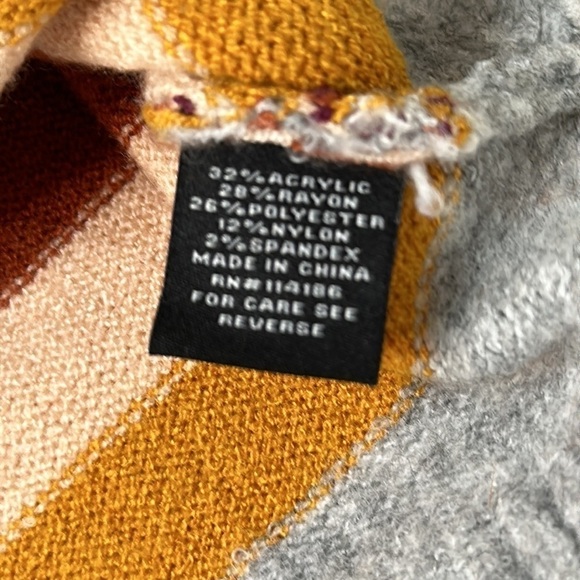 32%ACRYLIC
28%RAYON
26%POLYESTER
12%NYLON
2%SPANDEX
MADE IN CHINA
RN#114186
FOR CARE SEE
REVERSE